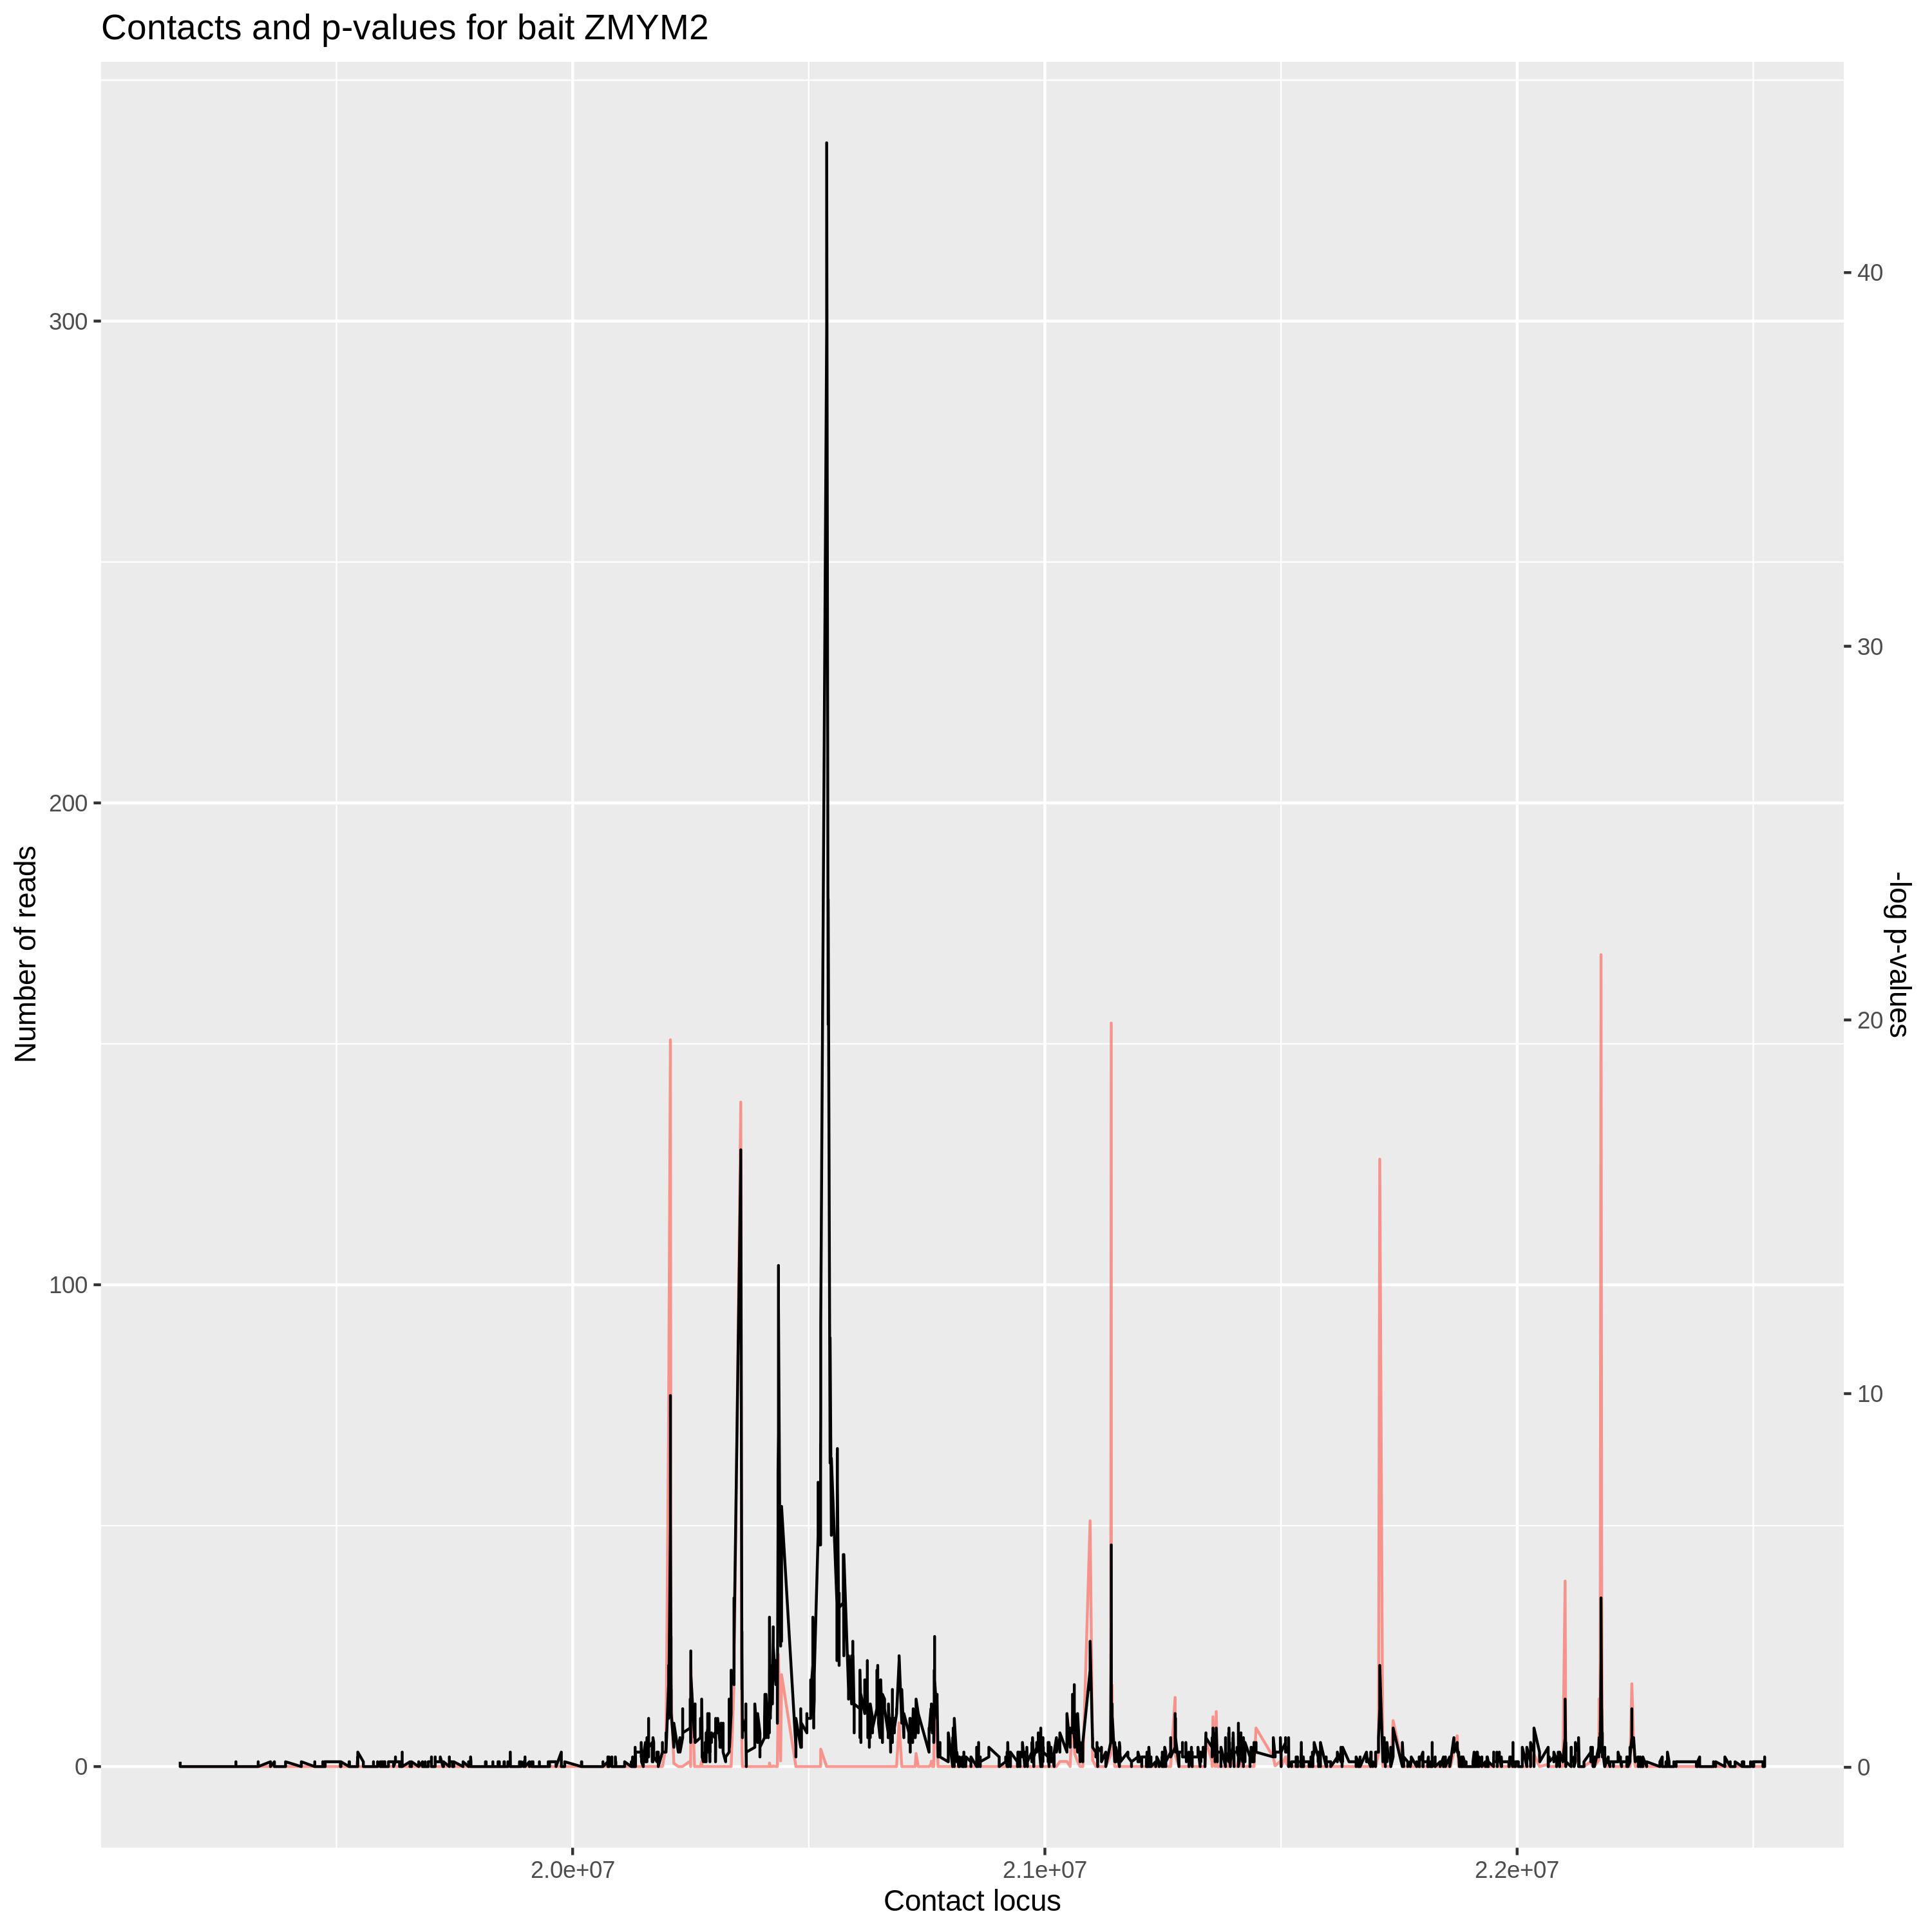 Contacts and p-values for bait ZMYM2
Number of reads
300
200
100
0
40
30
20
10
0
-log p-values
2.0e+07
2.1e+07
2.2e+07
Contact locus